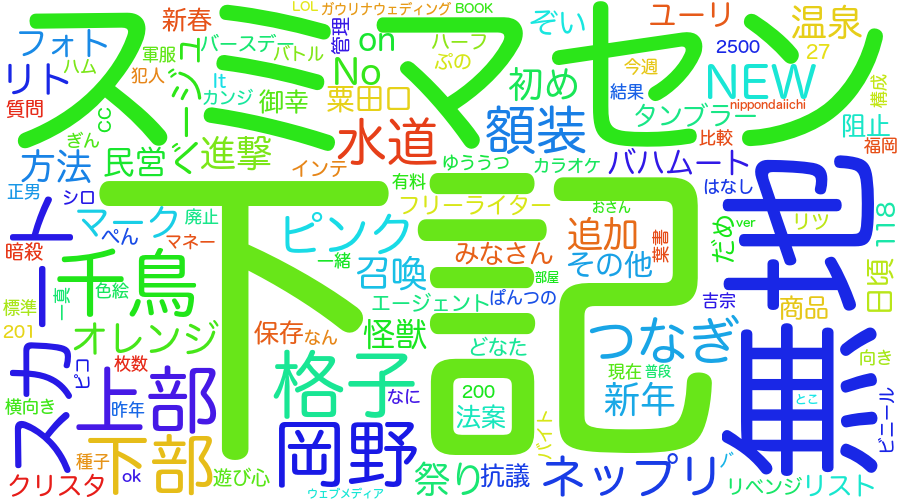 スミマセン
下記
無地
LOL
ガウリナウェディング
BOOK
新春
フォト
ハム
軍服
バースデー
バトル
管理
on
ハーフ
ぷの
ぞい
ユーリ
温泉
27
2500
リト
犯人
It
カンジ
御幸
No
粟田口
初め
今週
結果
NEW
nippondaiichi
構成
質問
cc
ぎん
民営
進撃
水道
額装
タンブラー
比較
阻止
福岡
方法
インテ
ゆううつ
カラオケ
バハムート
正男
シロ
有料
フリーライター
おさん
はなし
マーク
廃止
ぺん
マネー
ピンク
追加
葉書
だめ
ver
リツ
118
暗殺
千鳥
一緒
召喚
みなさん
その他
部屋
標準
一真
色絵
エージェント
ぱんつの
吉宗
商品
日頃
201
オレンジ
保存
なん
怪獣
どなた
つなぎ
向き
スカート
ピコ
枚数
格子
現在
普段
横向き
昨年
上部
なに
200
法案
新年
とこ
ビニール
下部
岡野
バイト
種子
ok
クリスタ
遊び心
祭り
抗議
ネップリ
リベンジ
リスト
ウェブメディア